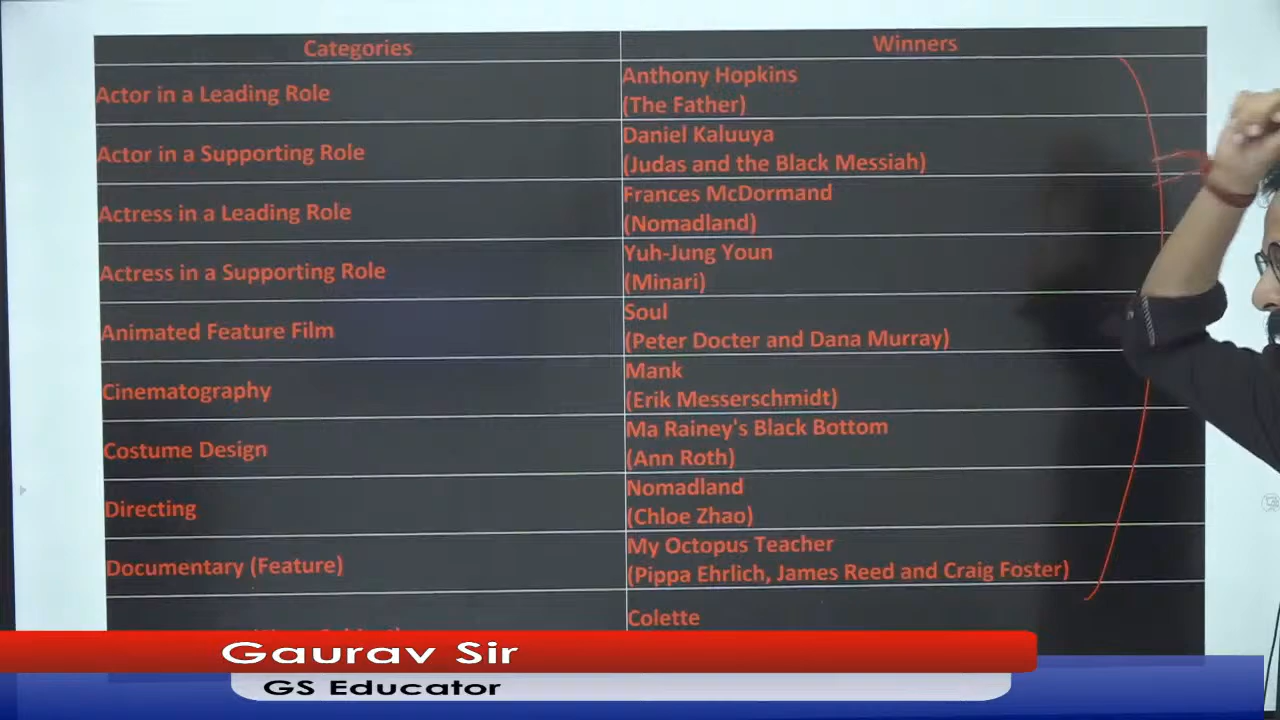 Categories
Winners
Actor in a Leading Role
Anthony Hopkins
(The Father)
Actor in a Supporting Role
Daniel Kaluuya
(Judas and the Black Messiah)
Actress in a Leading Role
Frances McDormand
(Nomadland)
Actress in a Supporting Role
Yuh-Jung Youn
(Minari)
Animated Feature Film
Soul
(Peter Docter and Dana Murray)
Cinematography
Mank
(Erik Messerschmidt)
Costume Design
Ma Rainey's Black Bottom
(Ann Roth)
Directing
Nomadland
(Chloe Zhao)
Documentary (Feature)
My Octopus Teacher
(Pippa Ehrlich, James Reed and Craig Foster)
Colette
Gaurav Sir
GS Educator